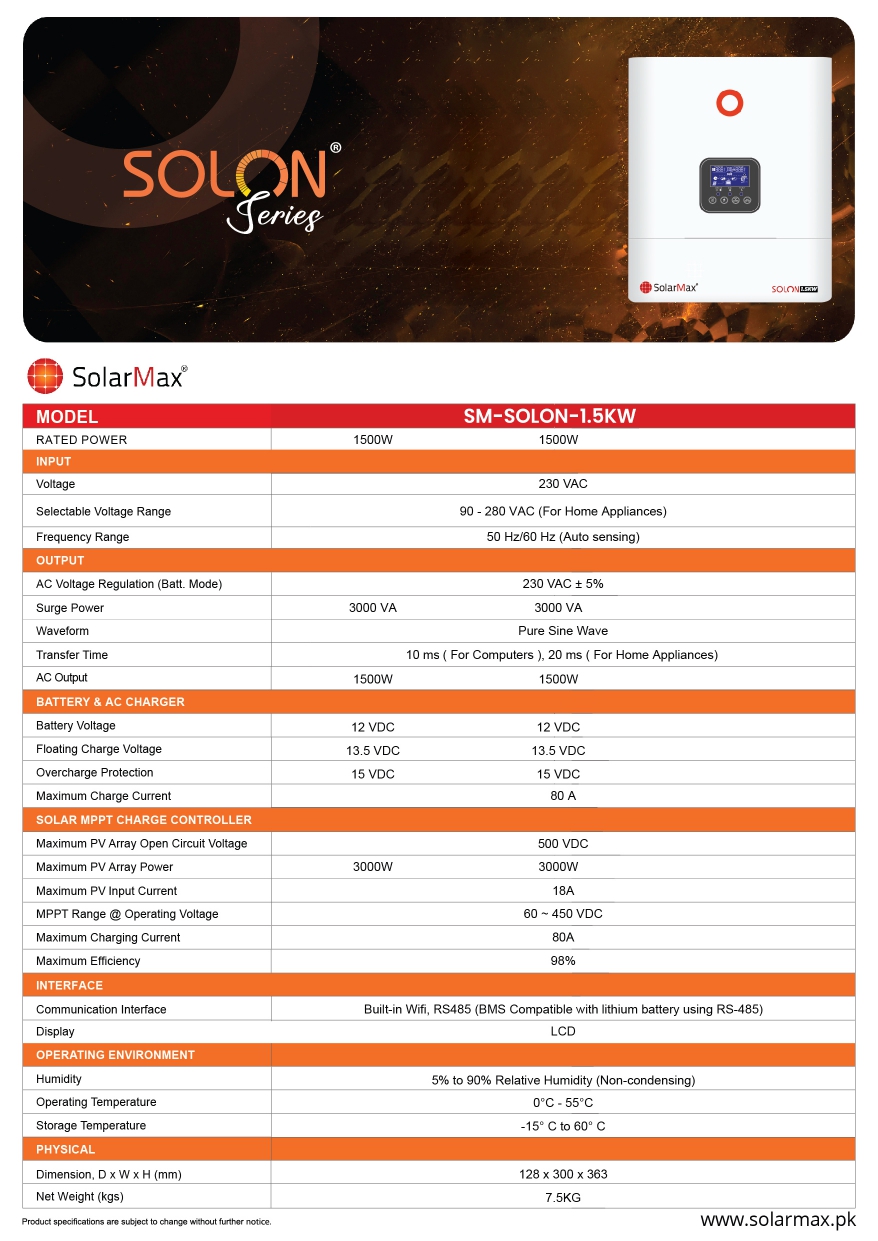 SOLON®
Series
SolarMax®
SOLON 1.5KW
SolarMax®
MODEL SM-SOLON-1.5KW
RATED POWER 1500W 1500W
INPUT
Voltage 230 VAC
Selectable Voltage Range 90 - 280 VAC (For Home Appliances)
Frequency Range 50 Hz/60 Hz (Auto sensing)
OUTPUT
AC Voltage Regulation (Batt. Mode) 230 VAC ± 5%
Surge Power 3000 VA 3000 VA
Waveform Pure Sine Wave
Transfer Time 10 ms ( For Computers ), 20 ms ( For Home Appliances)
AC Output 1500W 1500W
BATTERY & AC CHARGER
Battery Voltage 12 VDC 12 VDC
Floating Charge Voltage 13.5 VDC 13.5 VDC
Overcharge Protection 15 VDC 15 VDC
Maximum Charge Current 80 A
SOLAR MPPT CHARGE CONTROLLER
Maximum PV Array Open Circuit Voltage 500 VDC
Maximum PV Array Power 3000W 3000W
Maximum PV Input Current 18A
MPPT Range @ Operating Voltage 60 ~ 450 VDC
Maximum Charging Current 80A
Maximum Efficiency 98%
INTERFACE
Communication Interface Built-in Wifi, RS485 (BMS Compatible with lithium battery using RS-485)
Display LCD
OPERATING ENVIRONMENT
Humidity 5% to 90% Relative Humidity (Non-condensing)
Operating Temperature 0°C - 55°C
Storage Temperature -15° C to 60° C
PHYSICAL
Dimension, D x W x H (mm) 128 x 300 x 363
Net Weight (kgs) 7.5KG
Product specifications are subject to change without further notice.
www.solarmax.pk